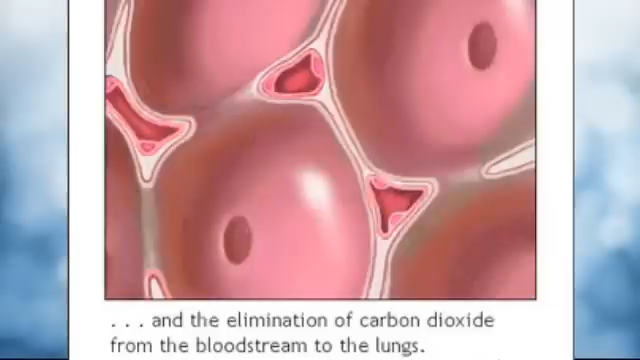 . . . and the elimination of carbon dioxide
from the bloodstream to the lungs.